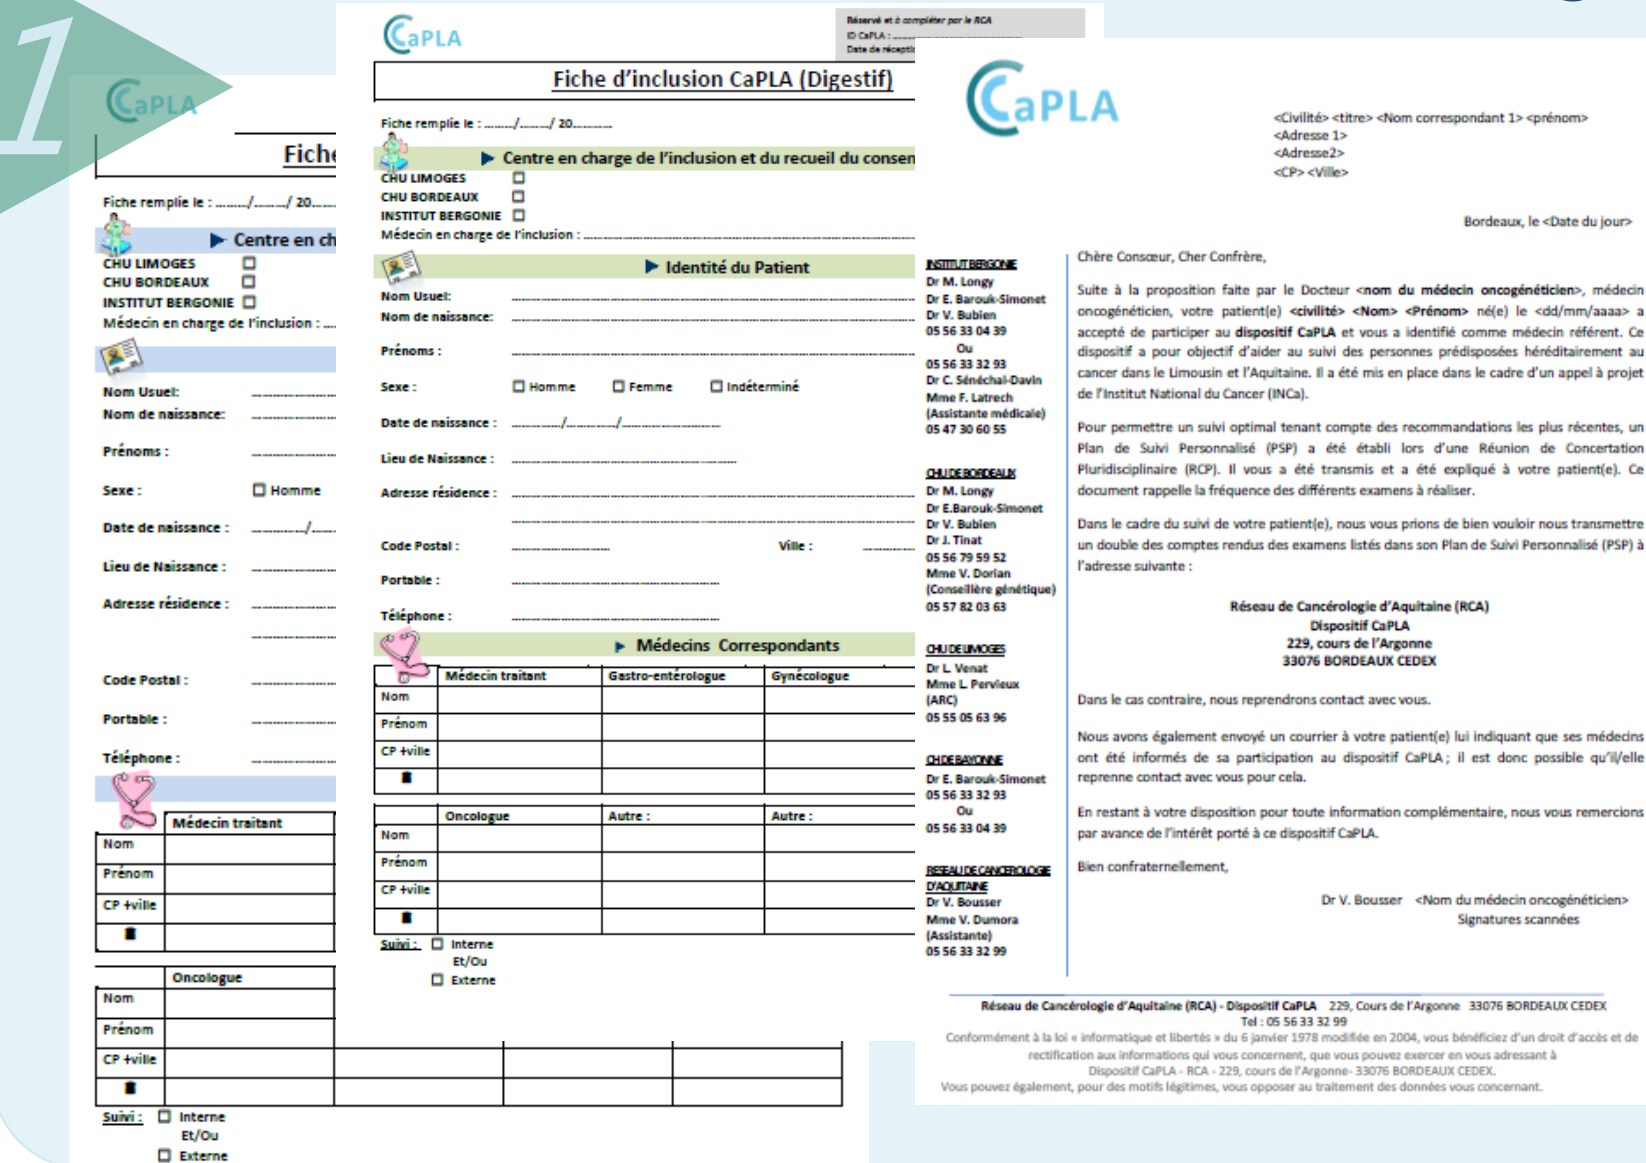 1
CaPLA
Fiche
Fiche remplie le : ......../......../ 20......
Centre en ch
CHU LIMOGES
CHU BORDEAUX
INSTITUT BERGONIE
Médecin en charge de l'inclusion : ....
Nom Usuel:
Nom de naissance:
Prénoms :
Sexe : Homme
Date de naissance : ............/......
Lieu de Naissance :
Adresse résidence :
Code Postal :
Portable :
Téléphone :
Médecin traitant
Nom
Prénom
CP +ville
Oncologue
Nom
Prénom
CP +ville
Suivi : Interne
Et/Ou
Externe
CaPLA
Réservé et à compléter par le RCA
ID CaPLA : ..............................
Date de récepti
Fiche d'inclusion CaPLA (Digestif)
Fiche remplie le : ......../......../ 20.........
Centre en charge de l'inclusion et du recueil du consen
CHU LIMOGES
CHU BORDEAUX
INSTITUT BERGONIE
Médecin en charge de l'inclusion : ..............................
Identité du Patient
Nom Usuel:
Nom de naissance:
Prénoms :
Sexe : Homme Femme Indéterminé
Date de naissance : ............/............/..................
Lieu de Naissance :
Adresse résidence :
Code Postal : Ville :
Portable :
Téléphone :
Médecins Correspondants
Médecin traitant Gastro-entérologue Gynécologue
Nom
Prénom
CP +ville
Oncologue Autre : Autre :
Nom
Prénom
CP +ville
Suivi : Interne
Et/Ou
Externe
CaPLA
<Civilité> <titre> <Nom correspondant 1> <prénom>
<Adresse 1>
<Adresse2>
<CP> <Ville>
Bordeaux, le <Date du jour>
INSTITUT BERGONIE
Dr M. Longy
Dr E. Barouk-Simonet
Dr V. Bubien
05 56 33 04 39
Ou
05 56 33 32 93
Dr C. Sénéchal-Davin
Mme F. Latrech
(Assistante médicale)
05 47 30 60 55
CHU DE BORDEAUX
Dr M. Longy
Dr E.Barouk-Simonet
Dr V. Bubien
Dr J. Tinat
05 56 79 59 52
Mme V. Dorian
(Conseillère génétique)
05 57 82 03 63
CHU DE LIMOGES
Dr L. Venat
Mme L. Pervieux
(ARC)
05 55 05 63 96
CH DE BAYONNE
Dr E. Barouk-Simonet
05 56 33 32 93
Ou
05 56 33 04 39
RESEAU DE CANCEROLOGIE
D'AQUITAINE
Dr V. Bousser
Mme V. Dumora
(Assistante)
05 56 33 32 99
Chère Consœur, Cher Confrère,
Suite à la proposition faite par le Docteur <nom du médecin oncogénéticien>, médecin
oncogénéticien, votre patient(e) <civilité> <Nom> <Prénom> né(e) le <dd/mm/aaaa> a
accepté de participer au dispositif CaPLA et vous a identifié comme médecin référent. Ce
dispositif a pour objectif d'aider au suivi des personnes prédisposées héréditairement au
cancer dans le Limousin et l'Aquitaine. Il a été mis en place dans le cadre d'un appel à projet
de l'Institut National du Cancer (INCa).
Pour permettre un suivi optimal tenant compte des recommandations les plus récentes, un
Plan de Suivi Personnalisé (PSP) a été établi lors d'une Réunion de Concertation
Pluridisciplinaire (RCP). Il vous a été transmis et a été expliqué à votre patient(e). Ce
document rappelle la fréquence des différents examens à réaliser.
Dans le cadre du suivi de votre patient(e), nous vous prions de bien vouloir nous transmettre
un double des comptes rendus des examens listés dans son Plan de Suivi Personnalisé (PSP) à
l'adresse suivante :
Réseau de Cancérologie d'Aquitaine (RCA)
Dispositif CaPLA
229, cours de l'Argonne
33076 BORDEAUX CEDEX
Dans le cas contraire, nous reprendrons contact avec vous.
Nous avons également envoyé un courrier à votre patient(e) lui indiquant que ses médecins
ont été informés de sa participation au dispositif CaPLA ; il est donc possible qu'il/elle
reprenne contact avec vous pour cela.
En restant à votre disposition pour toute information complémentaire, nous vous remercions
par avance de l'intérêt porté à ce dispositif CaPLA.
Bien confraternellement,
Dr V. Bousser <Nom du médecin oncogénéticien>
Signatures scannées
Réseau de Cancérologie d'Aquitaine (RCA) - Dispositif CaPLA 229, Cours de l'Argonne 33076 BORDEAUX CEDEX
Tel : 05 56 33 32 99
Conformément à la loi « informatique et libertés » du 6 janvier 1978 modifiée en 2004, vous bénéficiez d'un droit d'accès et de
rectification aux informations qui vous concernent, que vous pouvez exercer en vous adressant à
Dispositif CaPLA - RCA - 229, cours de l'Argonne- 33076 BORDEAUX CEDEX.
Vous pouvez également, pour des motifs légitimes, vous opposer au traitement des données vous concernant.